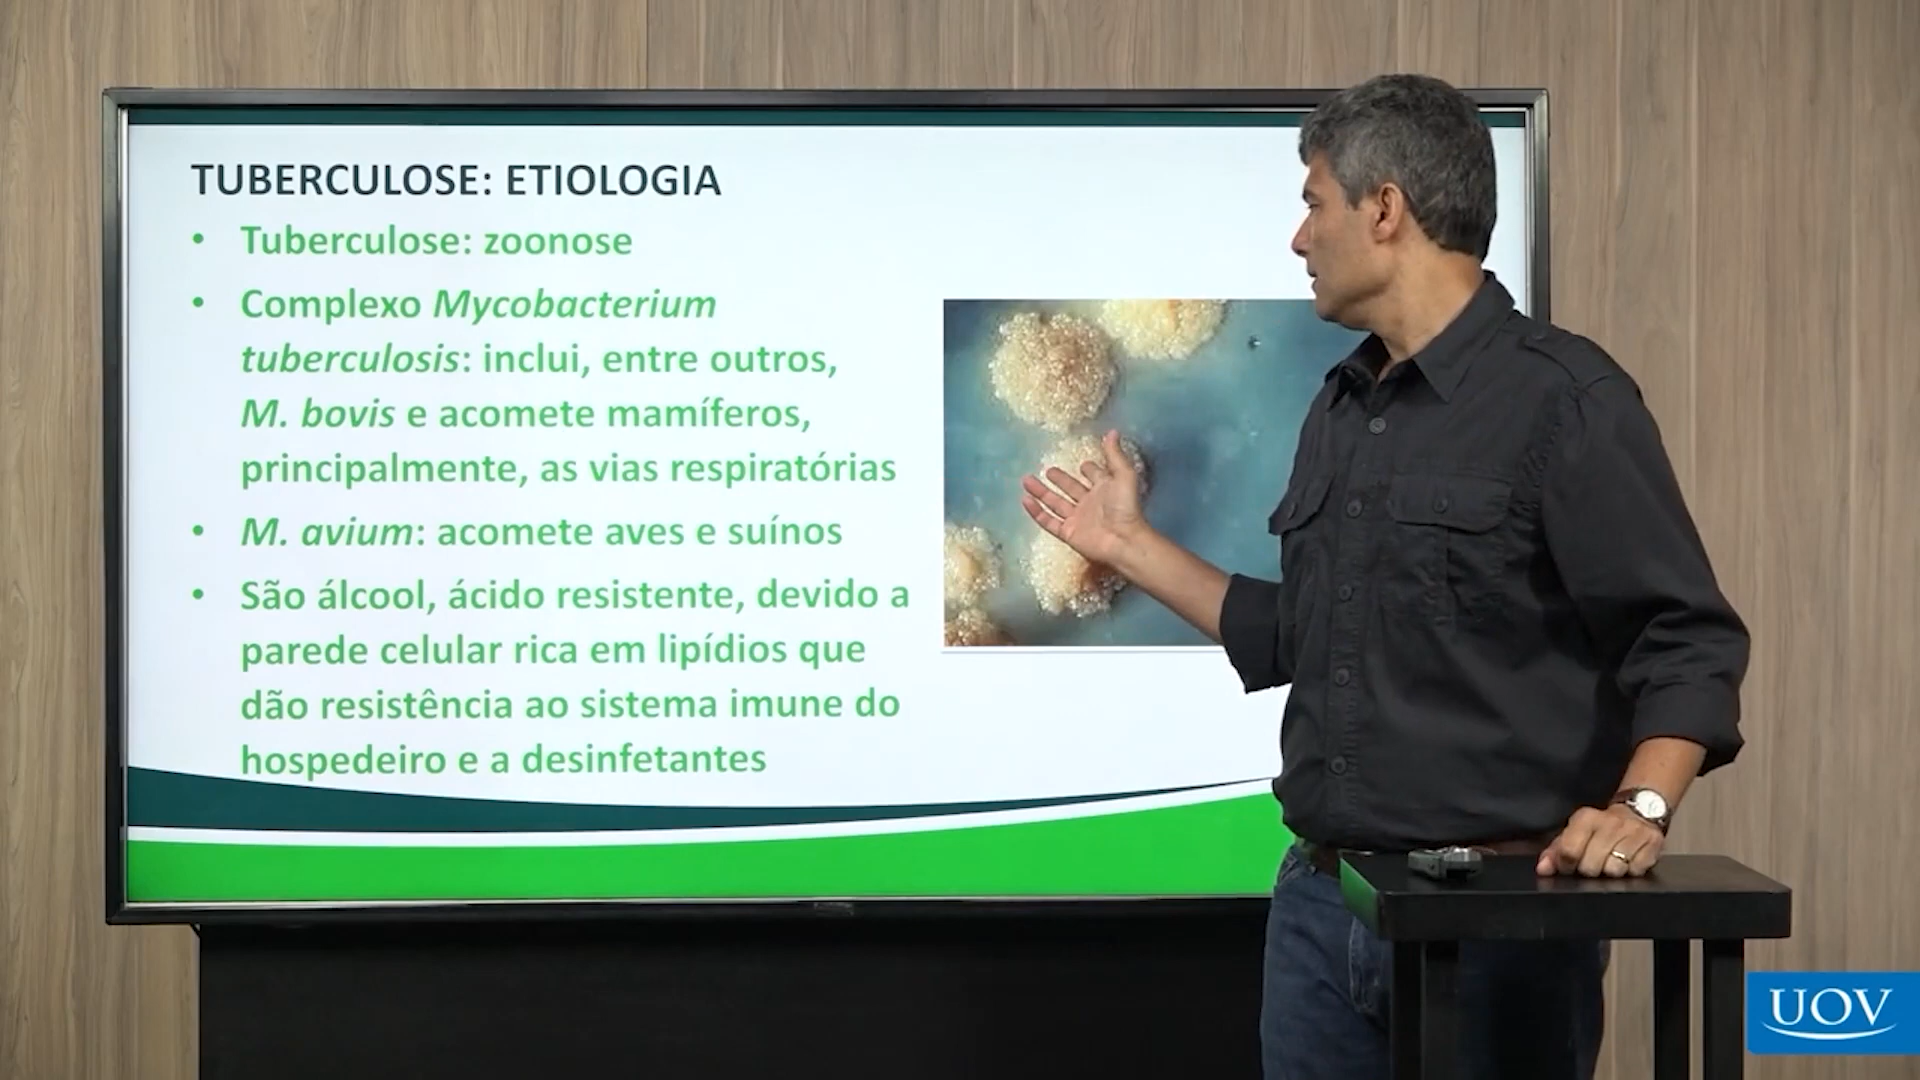 TUBERCULOSE: ETIOLOGIA
• Tuberculose: zoonose
• Complexo Mycobacterium
tuberculosis: inclui, entre outros,
M. bovis e acomete mamíferos,
principalmente, as vias respiratórias
• M. avium: acomete aves e suínos
• São álcool, ácido resistente, devido a
parede celular rica em lipídios que
dão resistência ao sistema imune do
hospedeiro e a desinfetantes
UOV